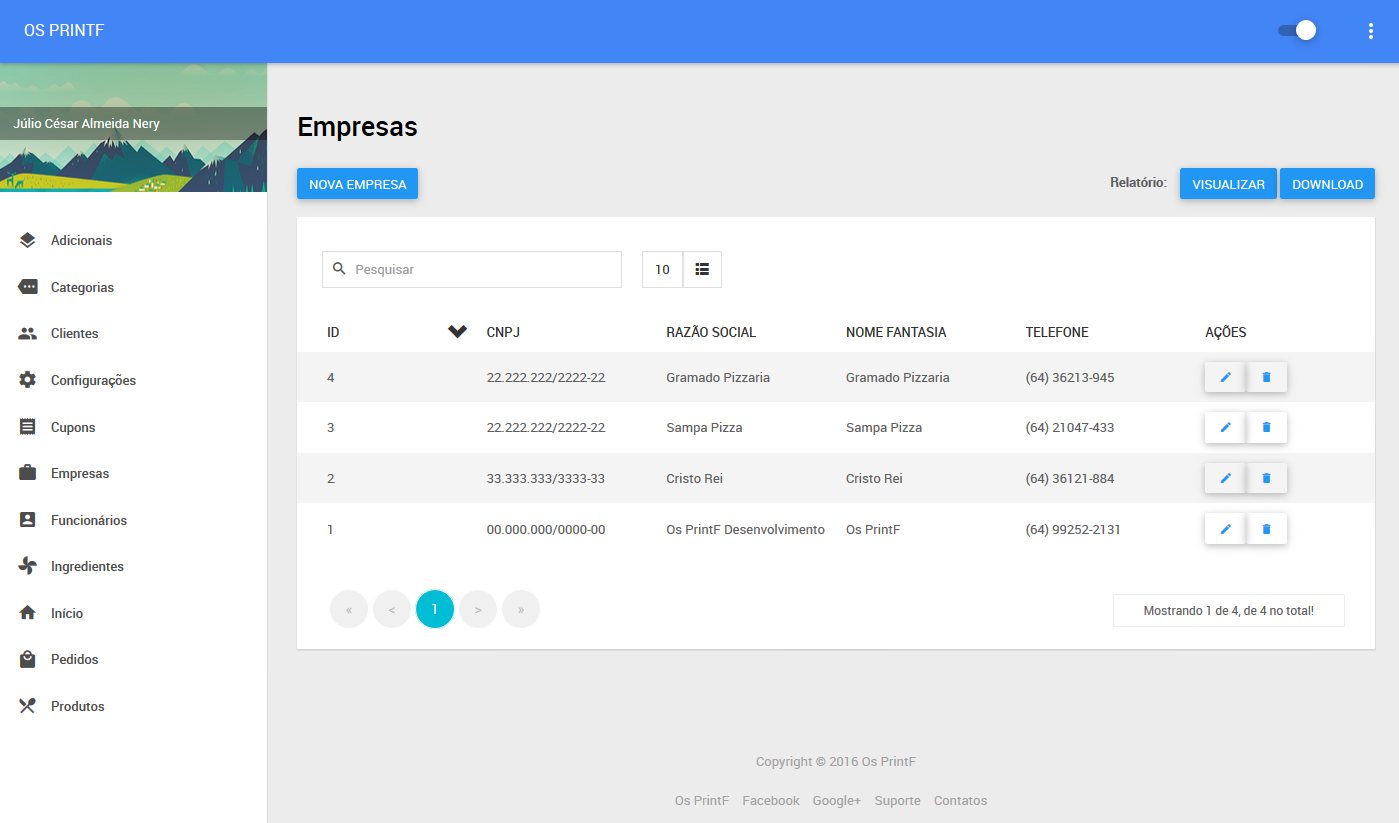 OS PRINTF
Júlio César Almeida Nery
Adicionais
Categorias
Clientes
Configurações
Cupons
Empresas
Funcionários
Ingredientes
Início
Pedidos
Produtos
Empresas
NOVA EMPRESA
Relatório: VISUALIZAR DOWNLOAD
Pesquisar 10
ID CNPJ RAZÃO SOCIAL NOME FANTASIA TELEFONE AÇÕES
4 22.222.222/2222-22 Gramado Pizzaria Gramado Pizzaria (64) 36213-945
3 22.222.222/2222-22 Sampa Pizza Sampa Pizza (64) 21047-433
2 33.333.333/3333-33 Cristo Rei Cristo Rei (64) 36121-884
1 00.000.000/0000-00 Os PrintF Desenvolvimento Os PrintF (64) 99252-2131
« < 1 > »
Mostrando 1 de 4, de 4 no total!
Copyright © 2016 Os PrintF
Os PrintF Facebook Google+ Suporte Contatos